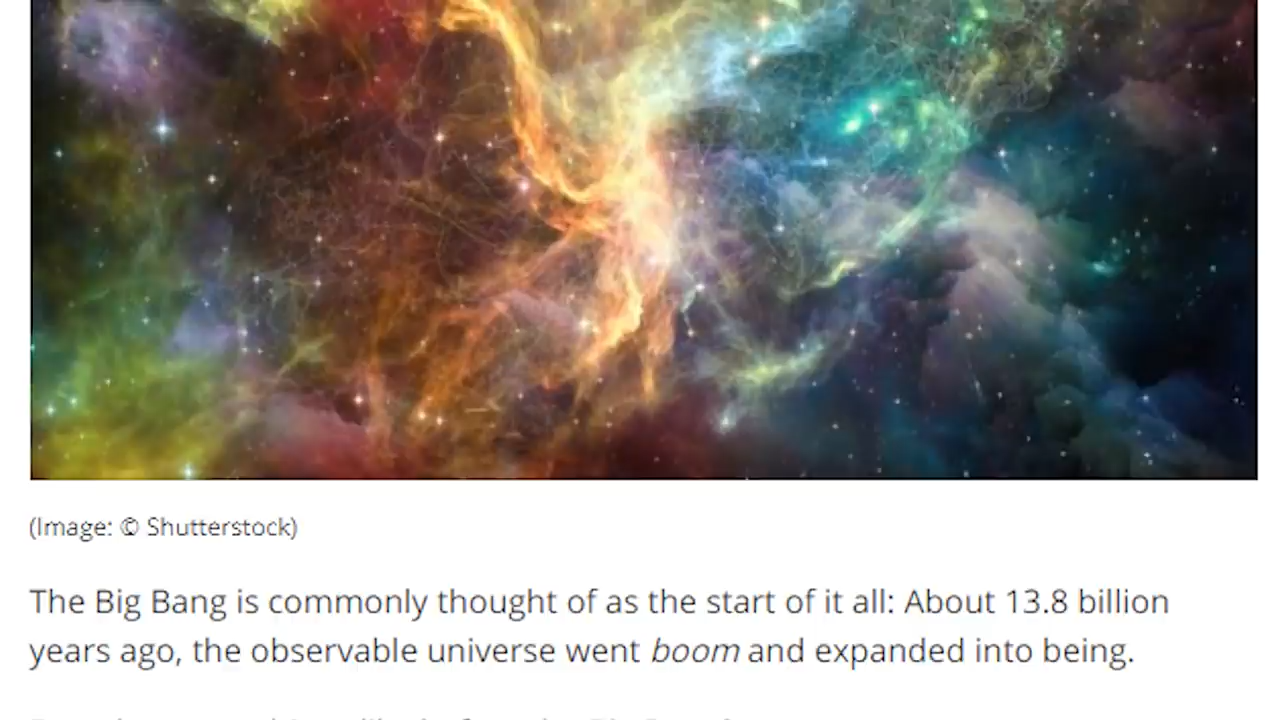 (Image: © Shutterstock)
The Big Bang is commonly thought of as the start of it all: About 13.8 billion
years ago, the observable universe went boom and expanded into being.